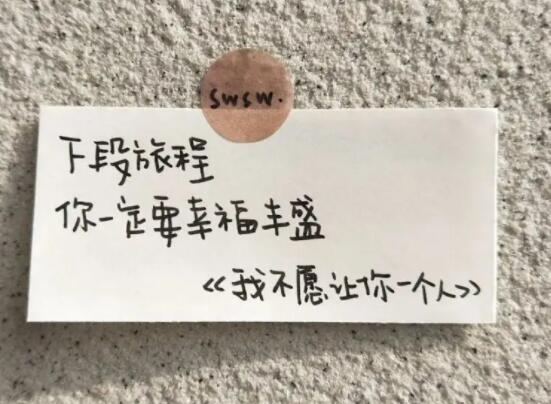 swsw.
下段旅程
你一定要幸福丰盛
《我不愿让你一个人》